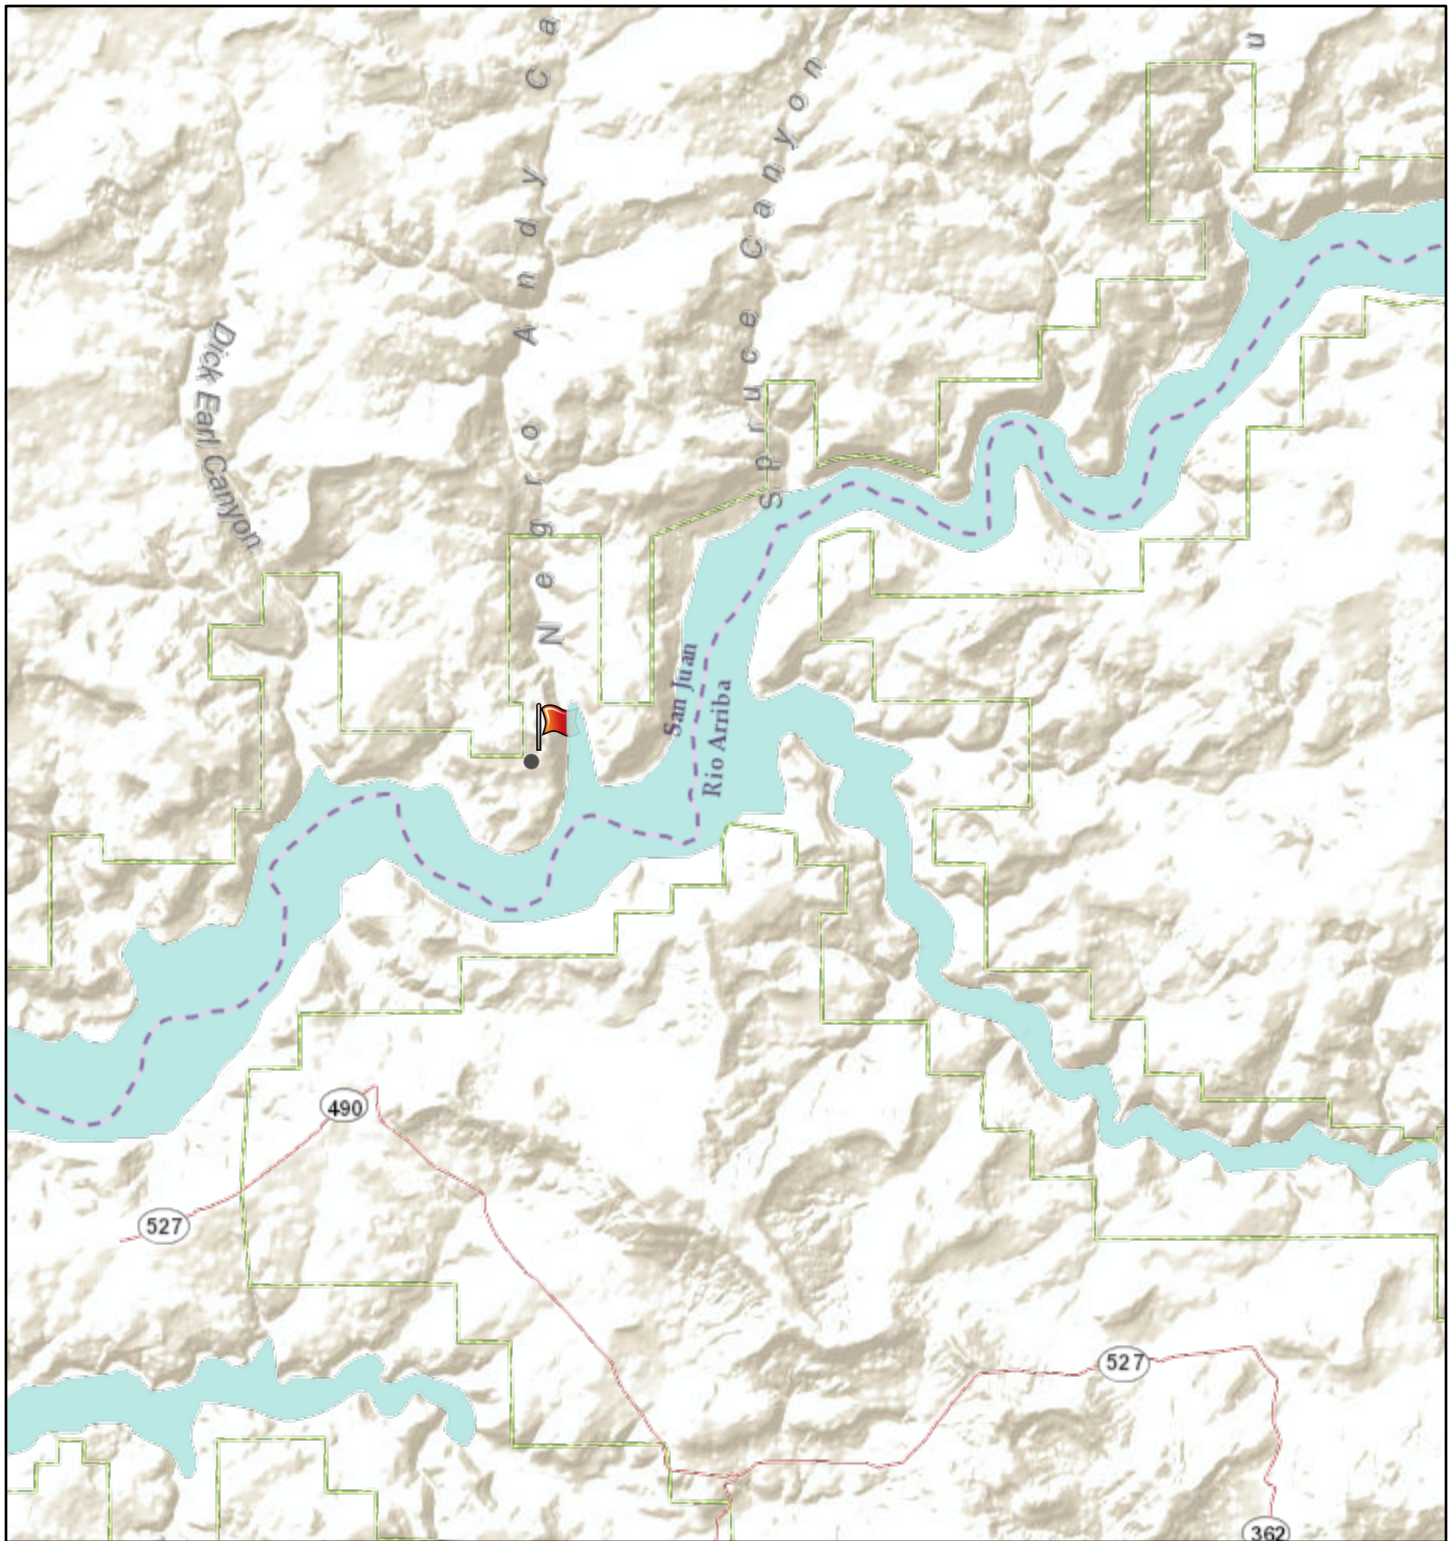 Negro Andy Ca
Spruce Canyon
u
Dick Earl Canyon
San Juan
Rio Arriba
490
527
527
362